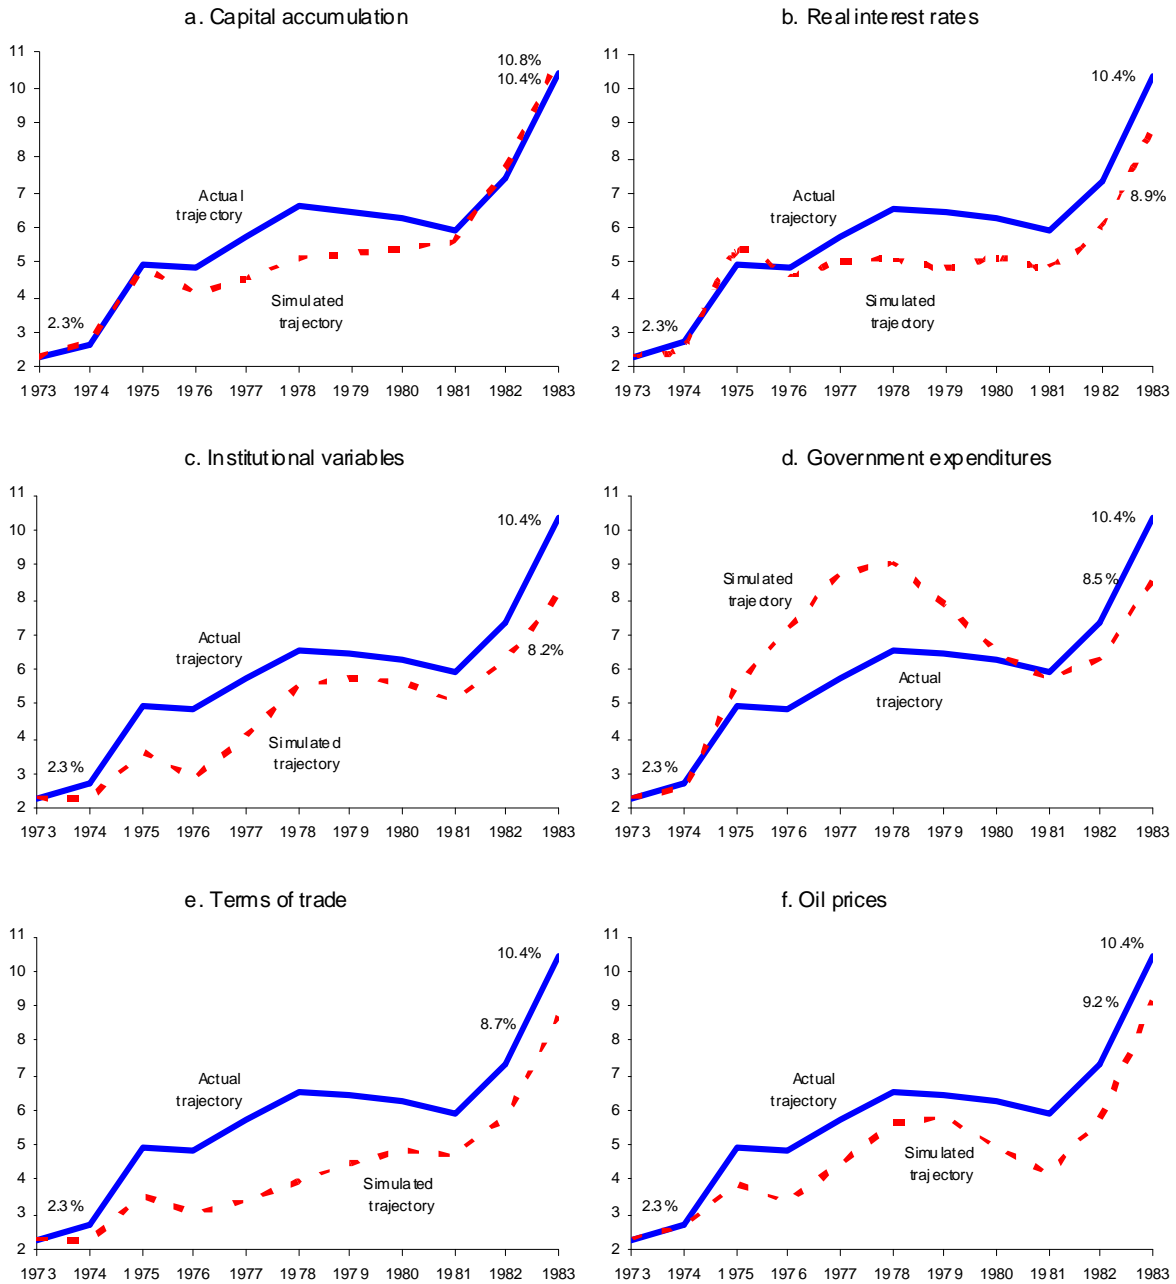 a. Capital accumulation
11
10
9
8
7
6
5
4
3
2
10.8%
10.4%
Actual
trajectory
Simulated
trajectory
2.3%
1973 1974 1975 1976 1977 1978 1979 1980 1981 1982 1983
b. Real interest rates
11
10
9
8
7
6
5
4
3
2
10.4%
Actual
trajectory
8.9%
Simulated
trajectory
2.3%
1973 1974 1975 1976 1977 1978 1979 1980 1981 1982 1983
c. Institutional variables
11
10
9
8
7
6
5
4
3
2
10.4%
Actual
trajectory
8.2%
Simulated
trajectory
2.3%
1973 1974 1975 1976 1977 1978 1979 1980 1981 1982 1983
d. Government expenditures
11
10
9
8
7
6
5
4
3
2
10.4%
Simulated
trajectory
8.5%
Actual
trajectory
2.3%
1973 1974 1975 1976 1977 1978 1979 1980 1981 1982 1983
e. Terms of trade
11
10
9
8
7
6
5
4
3
2
10.4%
8.7%
Actual
trajectory
Simulated
trajectory
2.3%
1973 1974 1975 1976 1977 1978 1979 1980 1981 1982 1983
f. Oil prices
11
10
9
8
7
6
5
4
3
2
10.4%
9.2%
Actual
trajectory
Simulated
trajectory
2.3%
1973 1974 1975 1976 1977 1978 1979 1980 1981 1982 1983